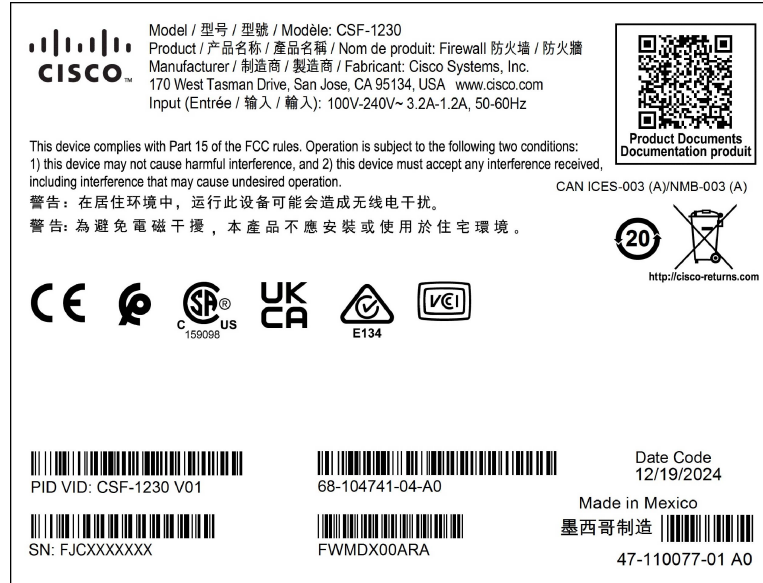 CISCO™
Model / 型号 / 型號 / Modèle: CSF-1230
Product / 产品名称 / 產品名稱 / Nom de produit: Firewall 防火墙 / 防火牆
Manufacturer / 制造商 / 製造商 / Fabricant: Cisco Systems, Inc.
170 West Tasman Drive, San Jose, CA 95134, USA www.cisco.com
Input (Entrée / 输入 / 輸入): 100V-240V~ 3.2A-1.2A, 50-60Hz
Product Documents
Documentation produit
This device complies with Part 15 of the FCC rules. Operation is subject to the following two conditions:
1) this device may not cause harmful interference, and 2) this device must accept any interference received,
including interference that may cause undesired operation.
警告：在居住环境中，运行此设备可能会造成无线电干扰。
警告: 為避免電磁干擾，本產品不應安裝或使用於住宅環境。
CAN ICES-003 (A)/NMB-003 (A)
20
http://cisco-returns.com
CE
SA®
C US
159098
UK
CA
E134
VCI
PID VID: CSF-1230 V01
68-104741-04-A0
Date Code
12/19/2024
SN: FJCXXXXXXX
FWMDX00ARA
Made in Mexico
墨西哥制造
47-110077-01 A0